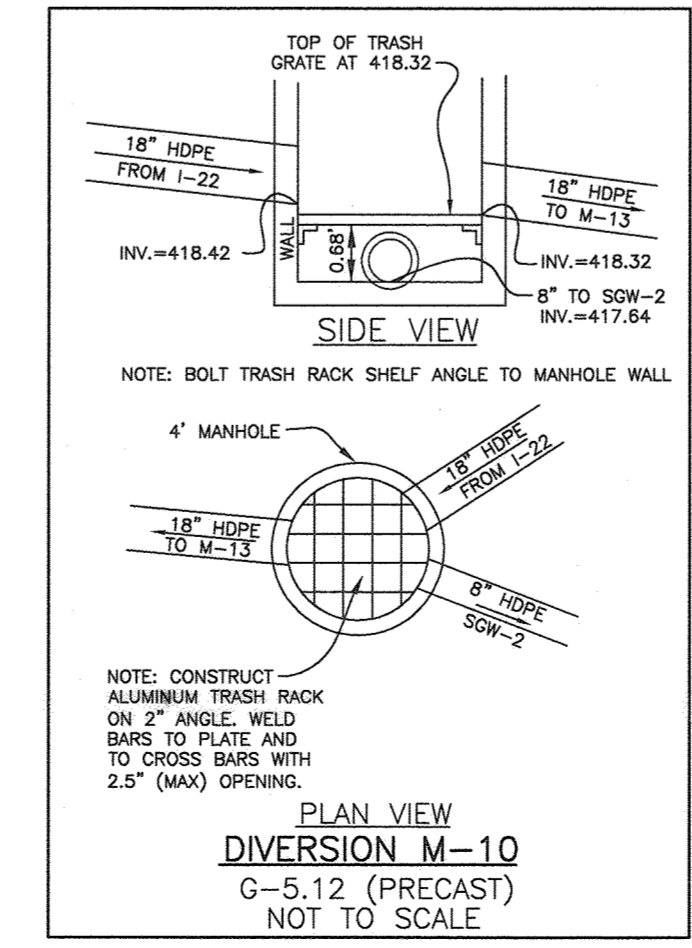 TOP OF TRASH
GRATE AT 418.32
18" HDPE
FROM I-22
18" HDPE
TO M-13
WALL
0.68'
INV.=418.42
INV.=418.32
8" TO SGW-2
INV.=417.64
SIDE VIEW
NOTE: BOLT TRASH RACK SHELF ANGLE TO MANHOLE WALL
4' MANHOLE
18" HDPE
FROM I-22
18" HDPE
TO M-13
8" HDPE
SGW-2
NOTE: CONSTRUCT
ALUMINUM TRASH RACK
ON 2" ANGLE. WELD
BARS TO PLATE AND
TO CROSS BARS WITH
2.5" (MAX) OPENING.
PLAN VIEW
DIVERSION M-10
G-5.12 (PRECAST)
NOT TO SCALE